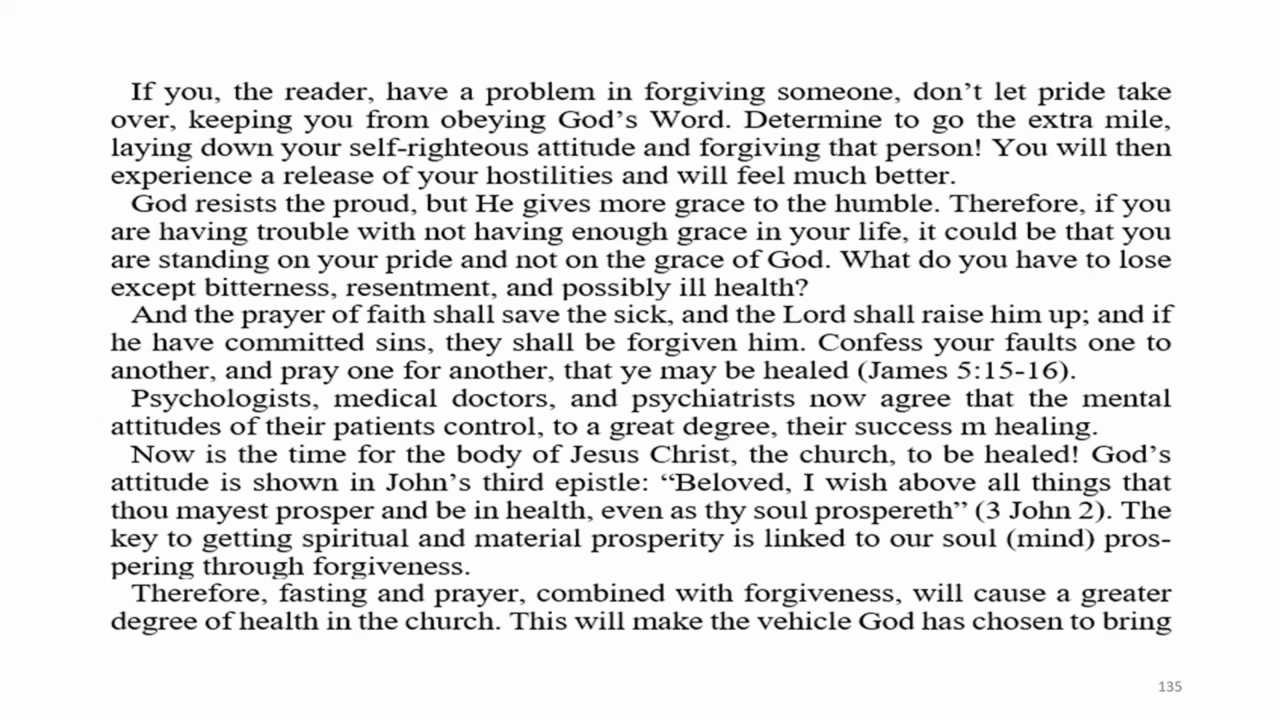 If you, the reader, have a problem in forgiving someone, don’t let pride take
over, keeping you from obeying God’s Word. Determine to go the extra mile,
laying down your self-righteous attitude and forgiving that person! You will then
experience a release of your hostilities and will feel much better.
God resists the proud, but He gives more grace to the humble. Therefore, if you
are having trouble with not having enough grace in your life, it could be that you
are standing on your pride and not on the grace of God. What do you have to lose
except bitterness, resentment, and possibly ill health?
And the prayer of faith shall save the sick, and the Lord shall raise him up; and if
he have committed sins, they shall be forgiven him. Confess your faults one to
another, and pray one for another, that ye may be healed (James 5:15-16).
Psychologists, medical doctors, and psychiatrists now agree that the mental
attitudes of their patients control, to a great degree, their success m healing.
Now is the time for the body of Jesus Christ, the church, to be healed! God’s
attitude is shown in John’s third epistle: “Beloved, I wish above all things that
thou mayest prosper and be in health, even as thy soul prospereth” (3 John 2). The
key to getting spiritual and material prosperity is linked to our soul (mind) pros-
pering through forgiveness.
Therefore, fasting and prayer, combined with forgiveness, will cause a greater
degree of health in the church. This will make the vehicle God has chosen to bring
135